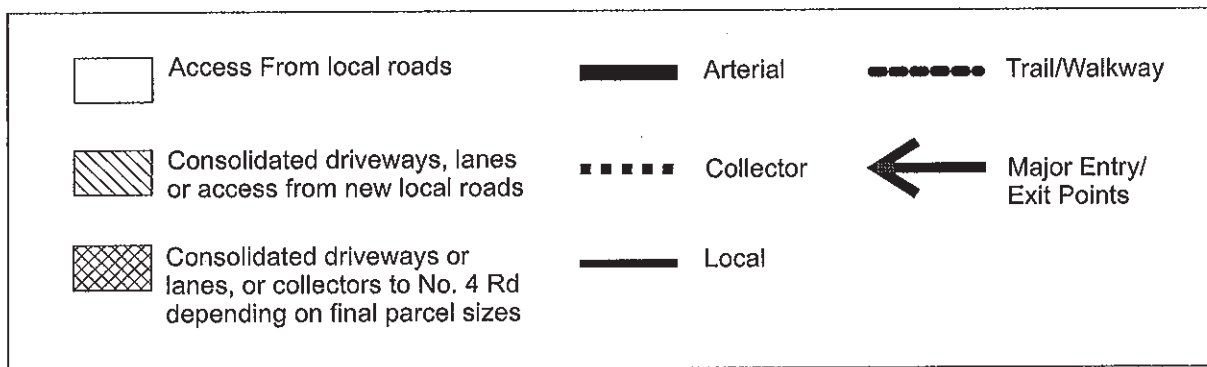 Access From local roads
Consolidated driveways, lanes
or access from new local roads
Consolidated driveways or
lanes, or collectors to No. 4 Rd
depending on final parcel sizes
Arterial
Collector
Local
Trail/Walkway
Major Entry/
Exit Points